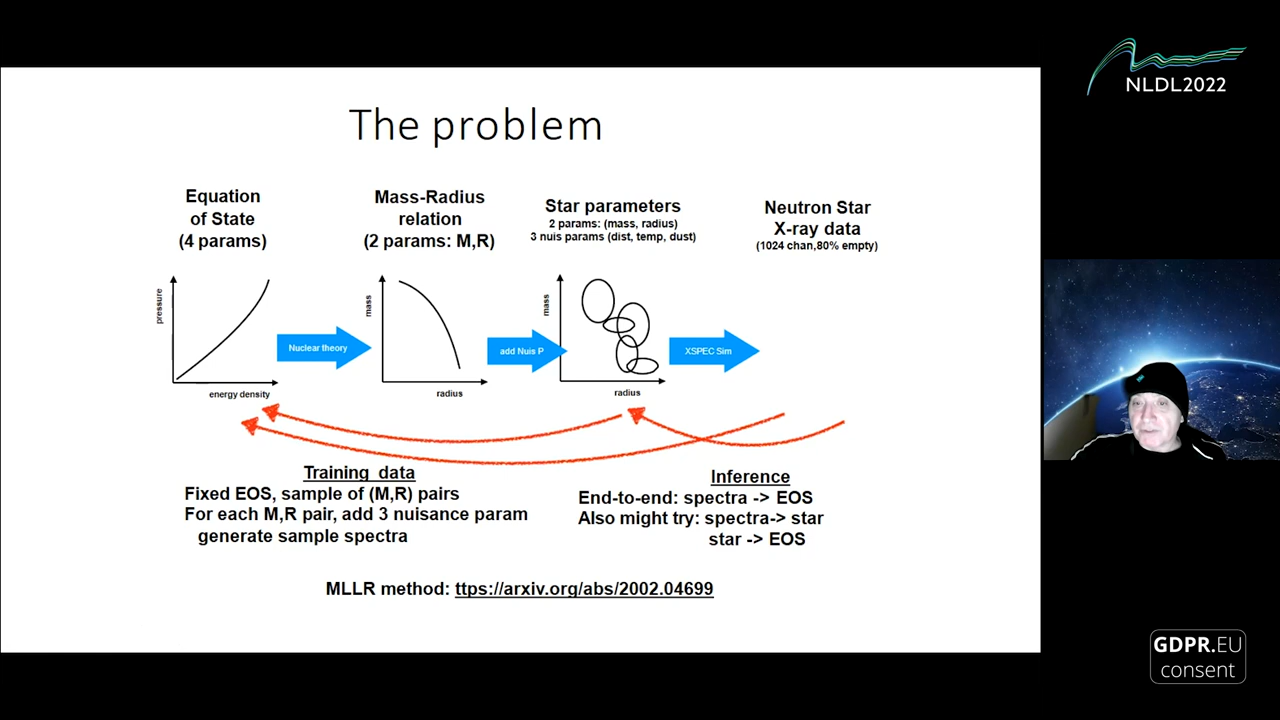 NLDL2022
The problem
Equation
of State
(4 params)
Mass-Radius
relation
(2 params: M,R)
Star parameters
2 params: (mass, radius)
3 nuis params (dist, temp, dust)
Neutron Star
X-ray data
(1024 chan,80% empty)
pressure
energy density
Nuclear theory
mass
radius
add Nuis P
mass
radius
XSPEC Sim
Training data
Fixed EOS, sample of (M,R) pairs
For each M,R pair, add 3 nuisance param
generate sample spectra
Inference
End-to-end: spectra -> EOS
Also might try: spectra-> star
star -> EOS
MLLR method: ttps://arxiv.org/abs/2002.04699
GDPR.EU
consent